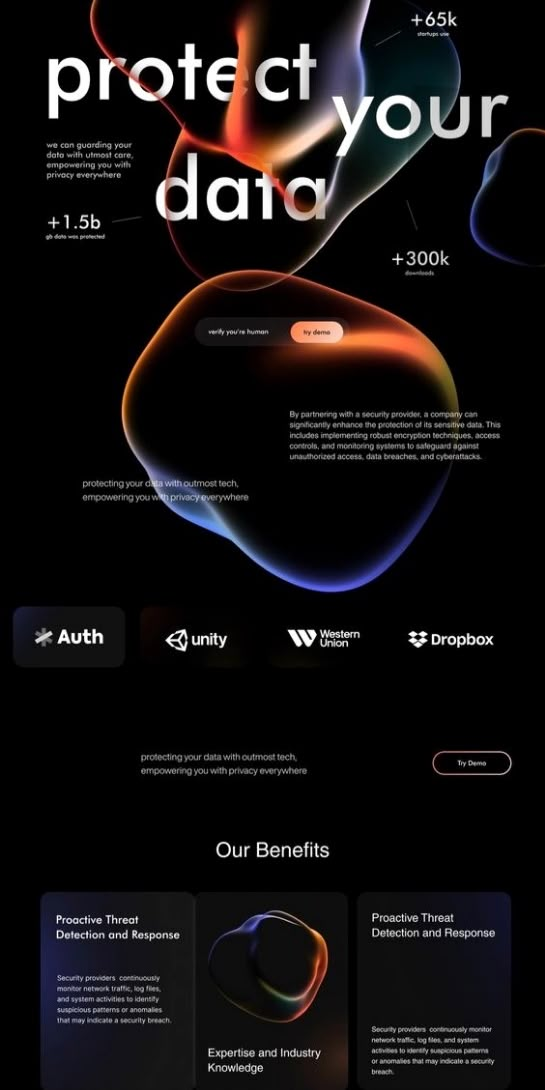 +65k
startups use
protect
your
we can guarding your
data with utmost care,
empowering you with
privacy everywhere
data
+1.5b
gb data was protected
+300k
downloads
verify you're human
try demo
By partnering with a security provider, a company can
significantly enhance the protection of its sensitive data. This
includes implementing robust encryption techniques, access
controls, and monitoring systems to safeguard against
unauthorized access, data breaches, and cyberattacks.
protecting your data with outmost tech,
empowering you with privacy everywhere
Auth
unity
Western
Union
Dropbox
protecting your data with outmost tech,
empowering you with privacy everywhere
Try Demo
Our Benefits
Proactive Threat
Detection and Response
Security providers continuously
monitor network traffic, log files,
and system activities to identify
suspicious patterns or anomalies
that may indicate a security breach.
Expertise and Industry
Knowledge
Proactive Threat
Detection and Response
Security providers continuously monitor
network traffic, log files, and system
activities to identify suspicious patterns
or anomalies that may indicate a security
breach.